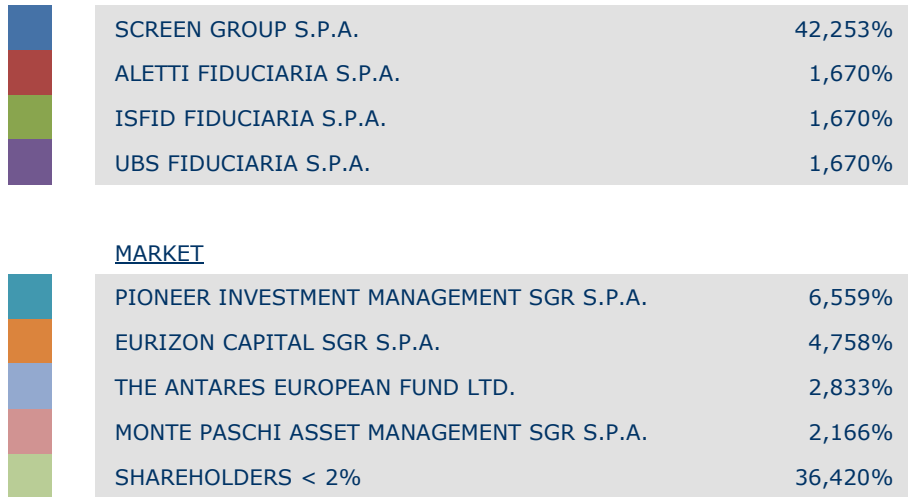 SCREEN GROUP S.P.A. 42,253%
ALETTI FIDUCIARIA S.P.A. 1,670%
ISFID FIDUCIARIA S.P.A. 1,670%
UBS FIDUCIARIA S.P.A. 1,670%
MARKET
PIONEER INVESTMENT MANAGEMENT SGR S.P.A. 6,559%
EURIZON CAPITAL SGR S.P.A. 4,758%
THE ANTARES EUROPEAN FUND LTD. 2,833%
MONTE PASCHI ASSET MANAGEMENT SGR S.P.A. 2,166%
SHAREHOLDERS < 2% 36,420%